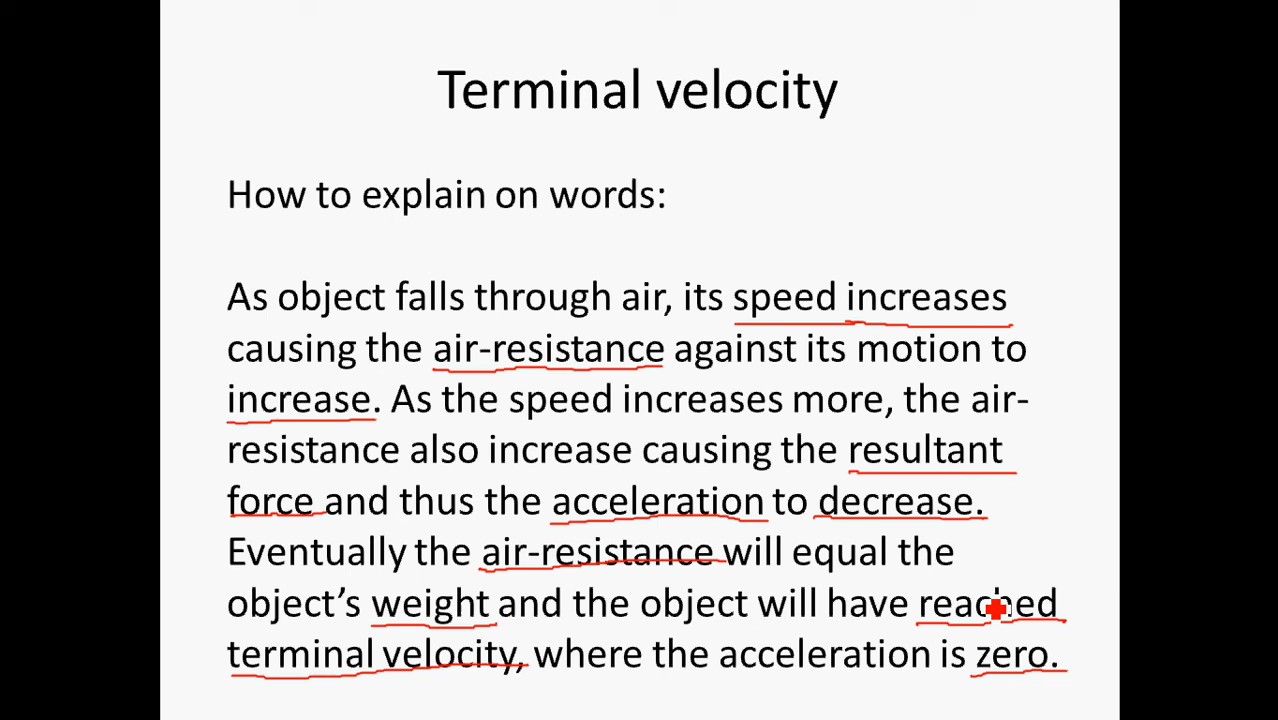 Terminal velocity
How to explain on words:
As object falls through air, its speed increases
causing the air-resistance against its motion to
increase. As the speed increases more, the air-
resistance also increase causing the resultant
force and thus the acceleration to decrease.
Eventually the air-resistance will equal the
object’s weight and the object will have reached
terminal velocity, where the acceleration is zero.